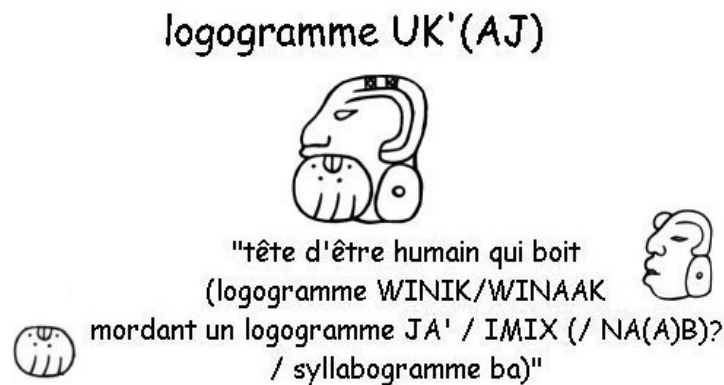 logogramme UK'(AJ)
"tête d'être humain qui boit
(logogramme WINIK/WINAAK
mordant un logogramme JA' / IMIX (/ NA(A)B)?
/ syllabogramme ba)"